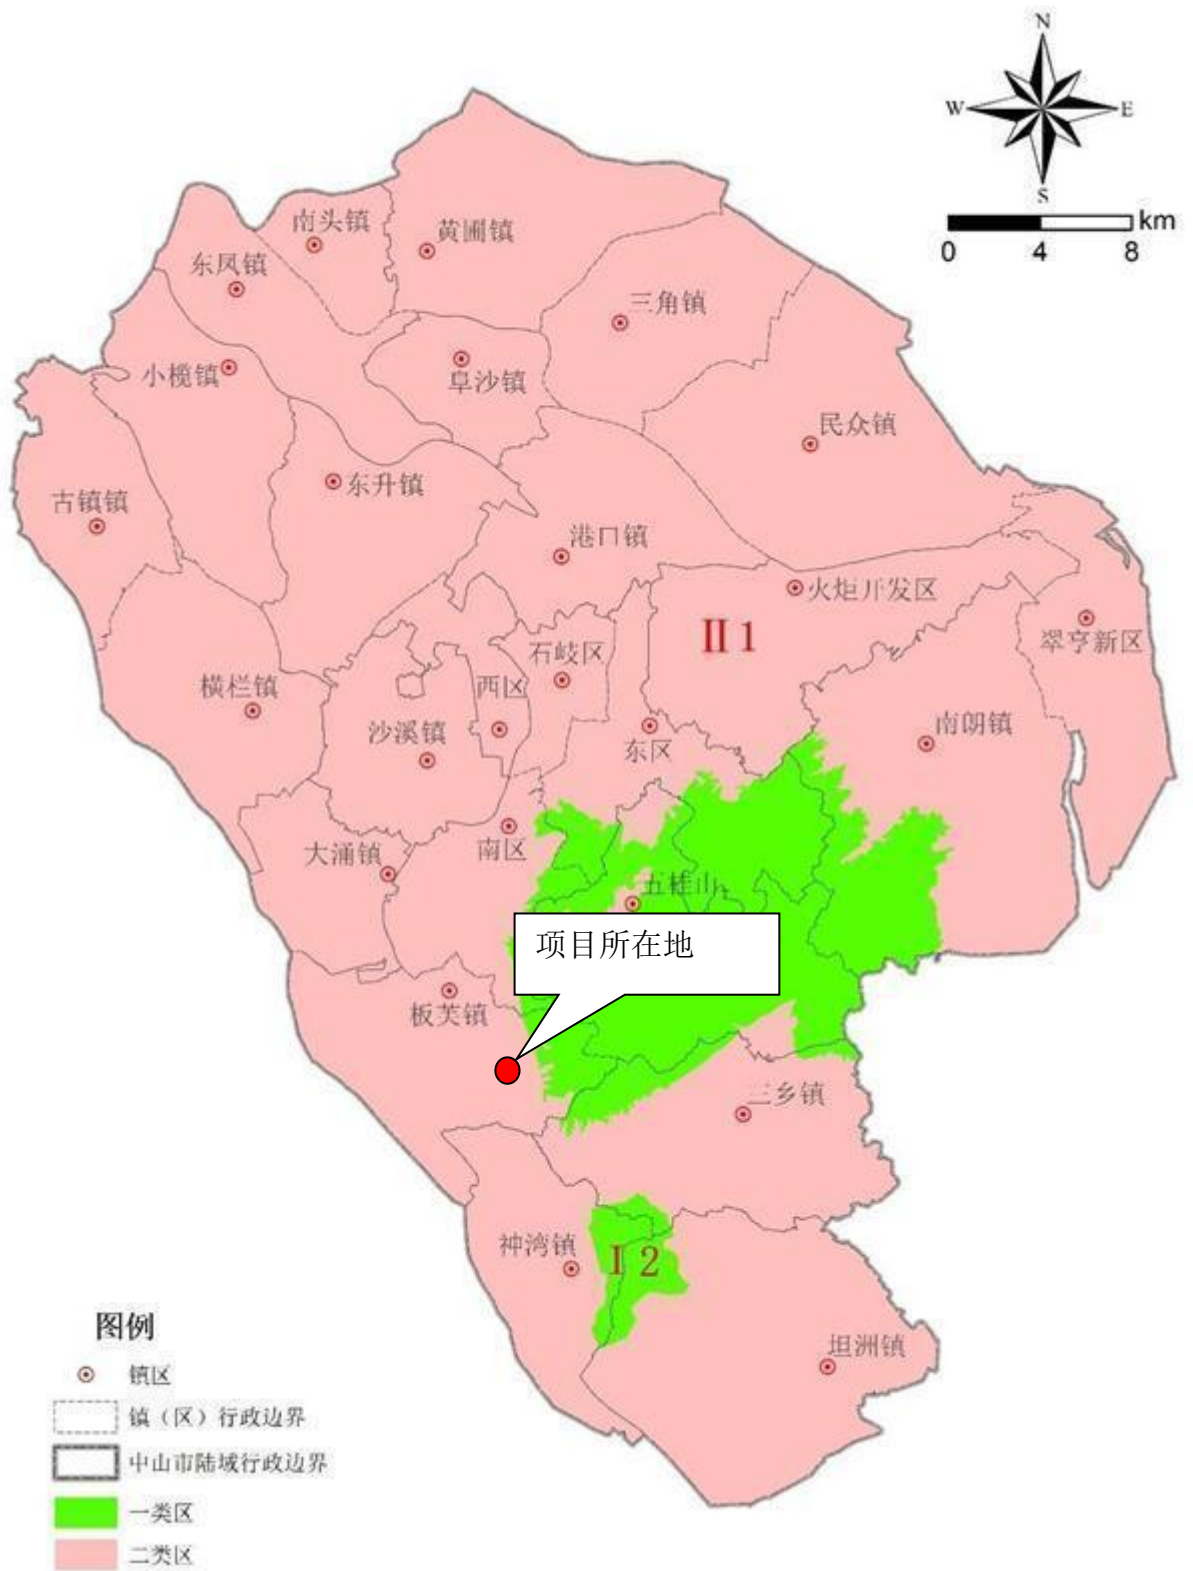 N
W
E
S
km
0 4 8
南头镇
黄圃镇
东凤镇
三角镇
小榄镇
阜沙镇
民众镇
古镇镇
东升镇
港口镇
火炬开发区
Ⅱ1
翠亨新区
石岐区
横栏镇
西区
沙溪镇
东区
南朗镇
大涌镇
南区
五桂山
项目所在地
板芙镇
三乡镇
神湾镇
Ⅰ2
坦洲镇
图例
镇区
镇（区）行政边界
中山市陆域行政边界
一类区
二类区